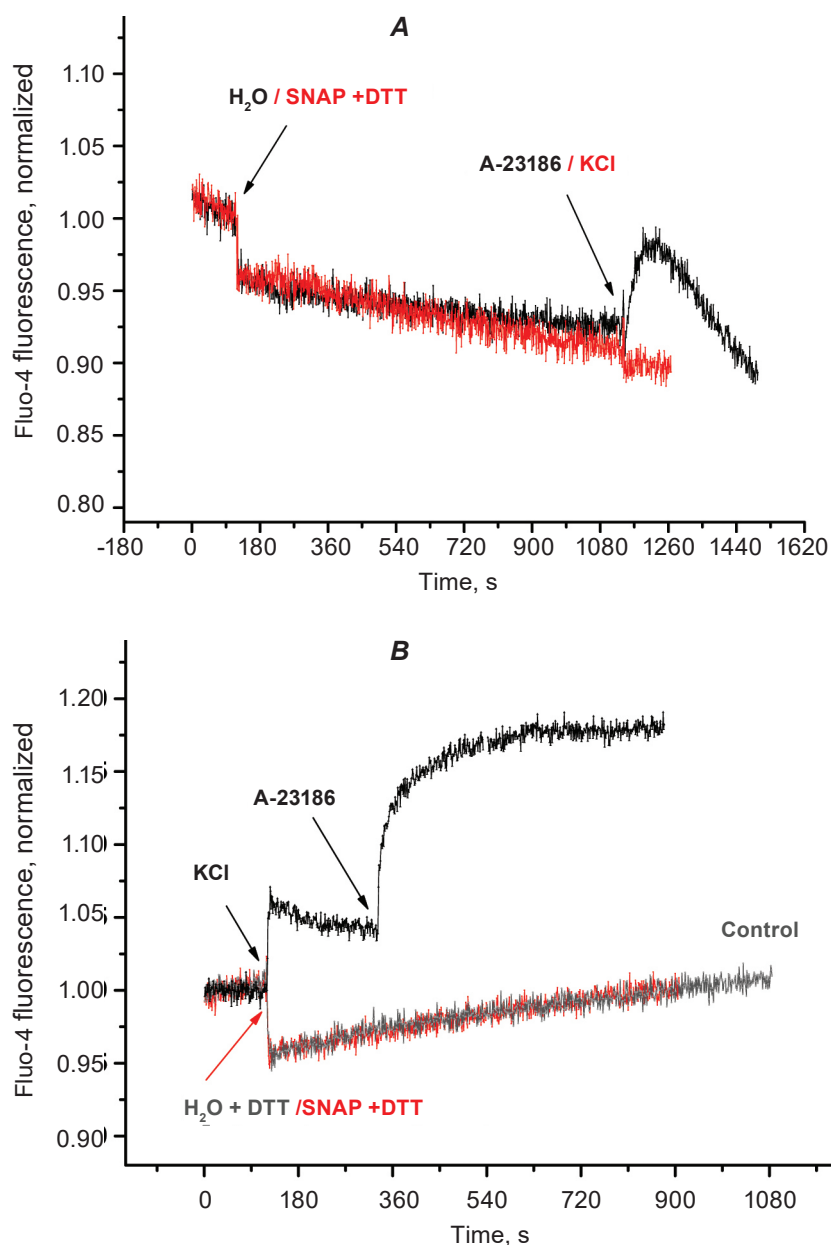 A
Fluo-4 fluorescence, normalized
1.10
1.05
1.00
0.95
0.90
0.85
0.80
H₂O / SNAP +DTT
A-23186 / KCl
-180 0 180 360 540 720 900 1080 1260 1440 1620
Time, s
B
Fluo-4 fluorescence, normalized
1.20
1.15
1.10
1.05
1.00
0.95
0.90
A-23186
KCl
Control
H₂O + DTT /SNAP +DTT
0 180 360 540 720 900 1080
Time, s